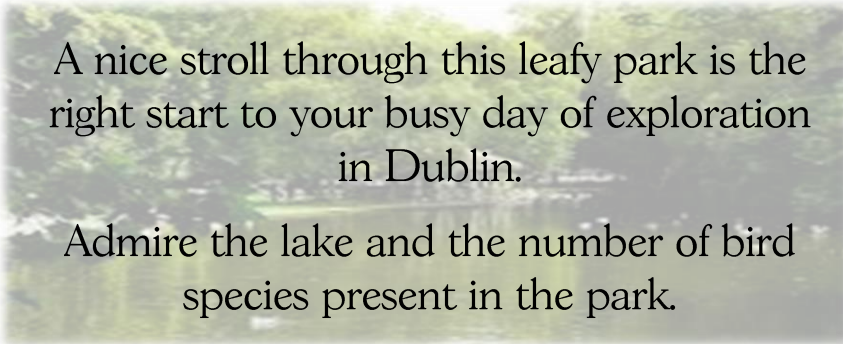 A nice stroll through this leafy park is the
right start to your busy day of exploration
in Dublin.
Admire the lake and the number of bird
species present in the park.